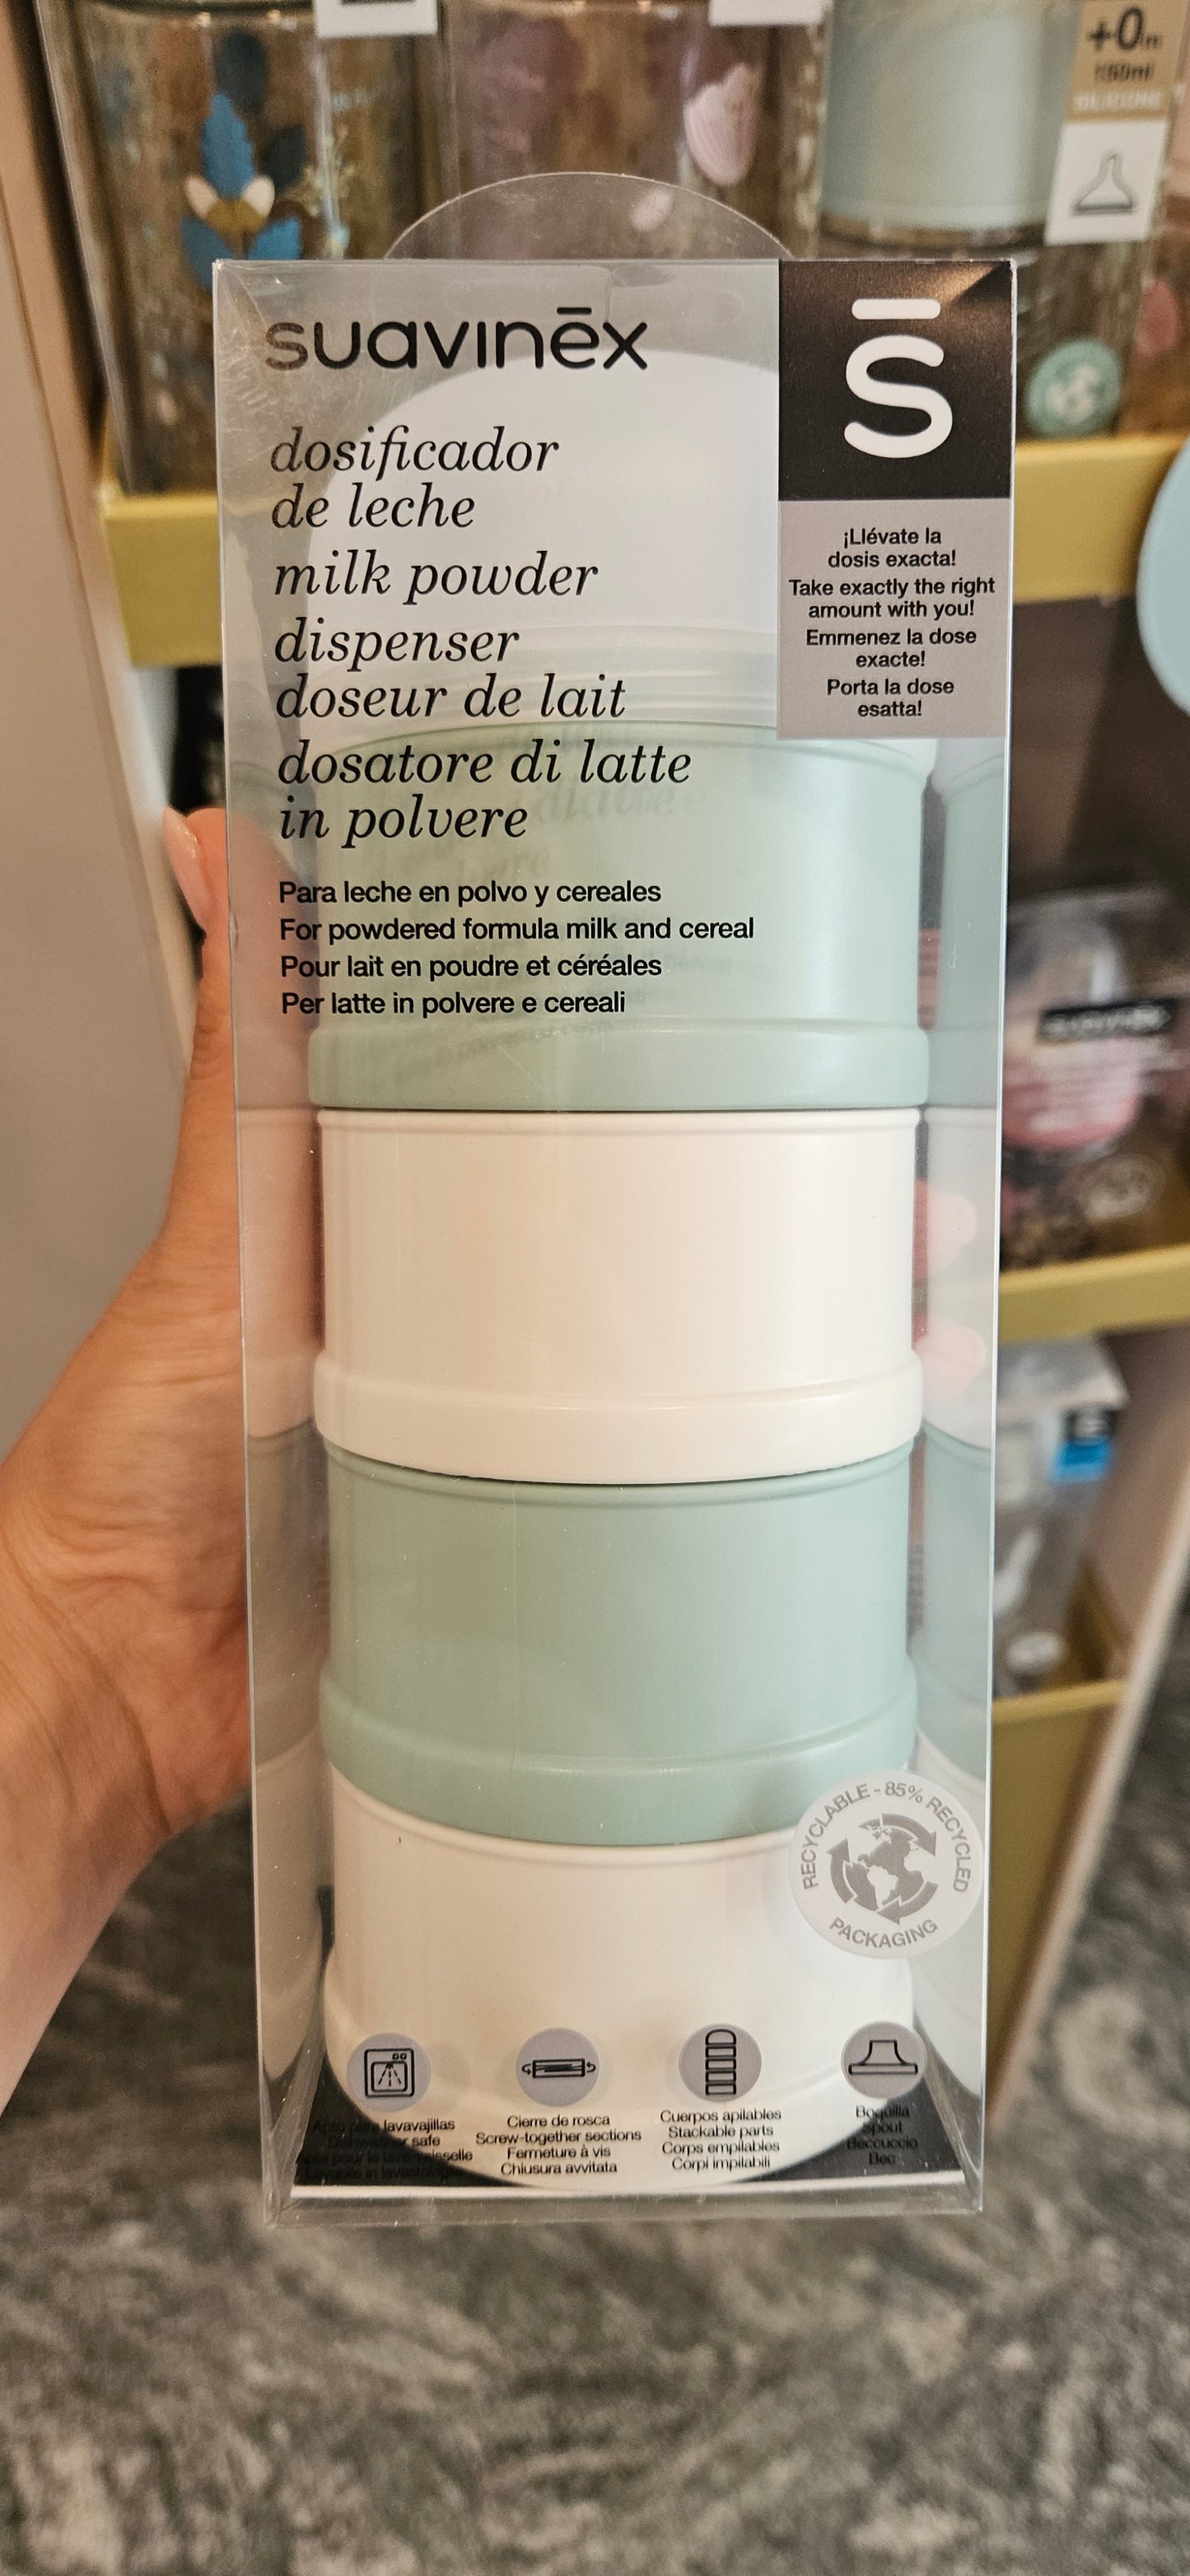 +0m
150ml
SILICONE
suavinēx
S̄
dosificador
de leche
milk powder
dispenser
doseur de lait
dosatore di latte
in polvere
¡Llévate la
dosis exacta!
Take exactly the right
amount with you!
Emmenez la dose
exacte!
Porta la dose
esatta!
Para leche en polvo y cereales
For powdered formula milk and cereal
Pour lait en poudre et céréales
Per latte in polvere e cereali
RECYCLABLE - 85% RECYCLED
PACKAGING
lavavajillas
safe
Cierre de rosca
Screw-together sections
Fermeture à vis
Chiusura avvitata
Cuerpos apilables
Stackable parts
Corps empilables
Corpi impilabili
Boquilla
Spout
Beccuccio
Bec